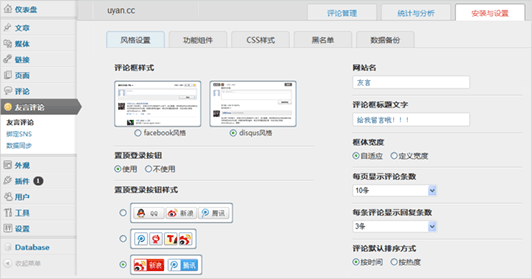 仪表盘
文章
媒体
链接
页面
评论
友言评论
友言评论
绑定SNS
数据同步
外观
插件 1
用户
工具
设置
Database
收起菜单
uyan.cc
评论管理
统计与分析
安装与设置
风格设置
功能组件
CSS样式
黑名单
数据备份
评论框样式
facebook风格
disqus风格
置顶登录按钮
使用
不使用
置顶登录按钮样式
QQ 新浪 腾讯
新浪 腾讯
网站名
友言
评论框标题文字
给我留言哦！！！
框体宽度
自适应
定义宽度
每页显示评论条数
10条
每条评论显示回复条数
3条
评论默认排序方式
按时间
按热度